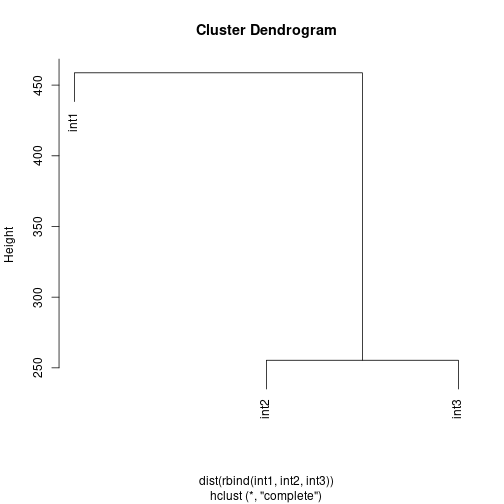 Cluster Dendrogram
Height
450
400
350
300
250
int1
int2
int3
dist(rbind(int1, int2, int3))
hclust (*, "complete")